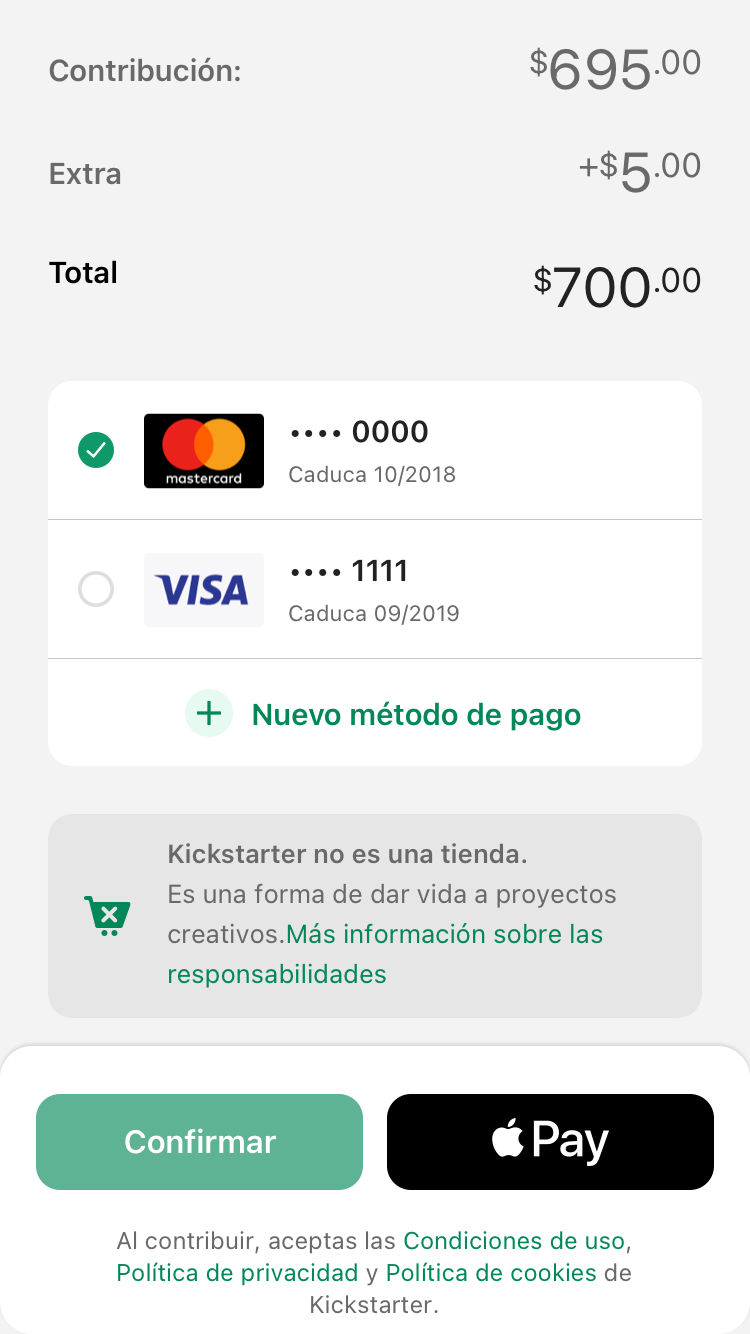 Contribución: $695.00
Extra +$5.00
Total $700.00
mastercard •••• 0000
Caduca 10/2018
VISA •••• 1111
Caduca 09/2019
+ Nuevo método de pago
Kickstarter no es una tienda.
Es una forma de dar vida a proyectos
creativos.Más información sobre las
responsabilidades
Confirmar Pay
Al contribuir, aceptas las Condiciones de uso,
Política de privacidad y Política de cookies de
Kickstarter.